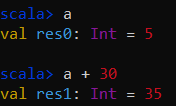 scala> a
val res0: Int = 5
scala> a + 30
val res1: Int = 35